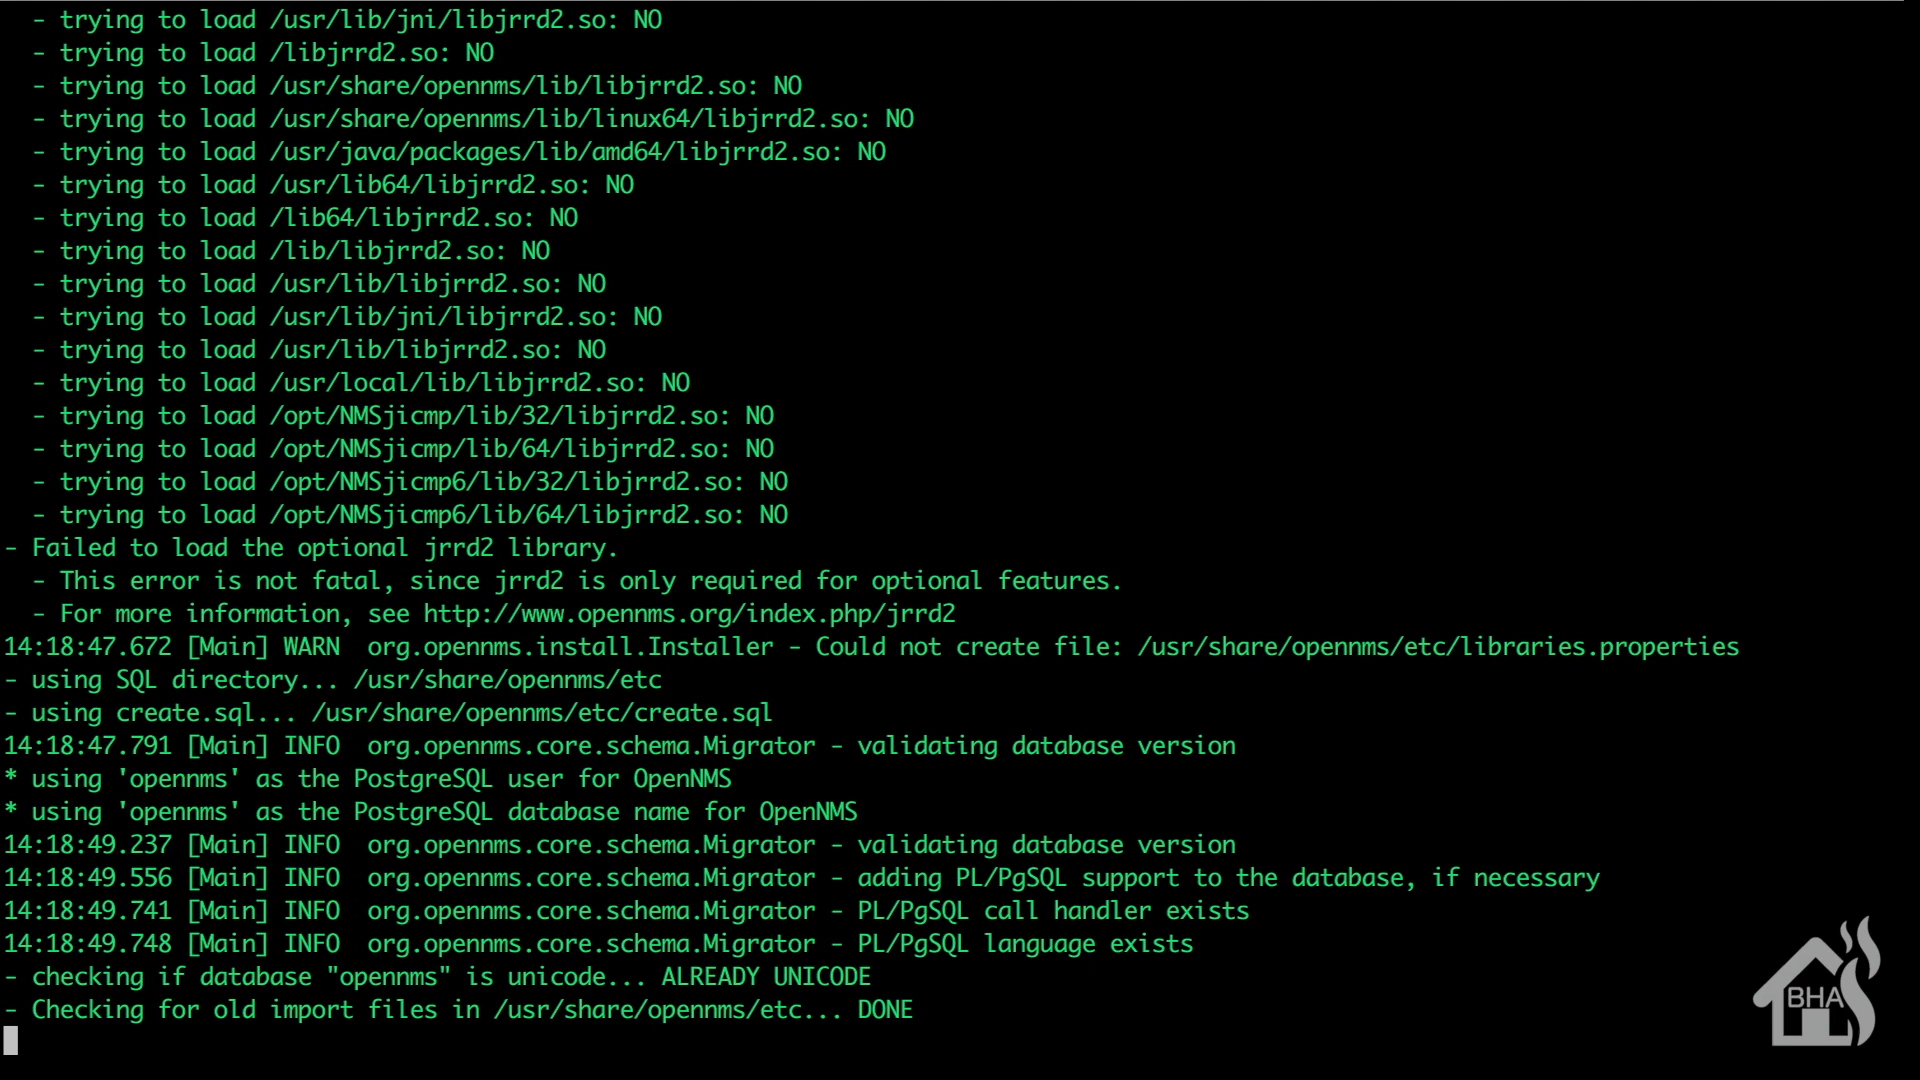 - trying to load /usr/lib/jni/libjrrd2.so: NO
- trying to load /libjrrd2.so: NO
- trying to load /usr/share/opennms/lib/libjrrd2.so: NO
- trying to load /usr/share/opennms/lib/linux64/libjrrd2.so: NO
- trying to load /usr/java/packages/lib/amd64/libjrrd2.so: NO
- trying to load /usr/lib64/libjrrd2.so: NO
- trying to load /lib64/libjrrd2.so: NO
- trying to load /lib/libjrrd2.so: NO
- trying to load /usr/lib/libjrrd2.so: NO
- trying to load /usr/lib/jni/libjrrd2.so: NO
- trying to load /usr/lib/libjrrd2.so: NO
- trying to load /usr/local/lib/libjrrd2.so: NO
- trying to load /opt/NMSjicmp/lib/32/libjrrd2.so: NO
- trying to load /opt/NMSjicmp/lib/64/libjrrd2.so: NO
- trying to load /opt/NMSjicmp6/lib/32/libjrrd2.so: NO
- trying to load /opt/NMSjicmp6/lib/64/libjrrd2.so: NO
- Failed to load the optional jrrd2 library.
- This error is not fatal, since jrrd2 is only required for optional features.
- For more information, see http://www.opennms.org/index.php/jrrd2
14:18:47.672 [Main] WARN  org.opennms.install.Installer - Could not create file: /usr/share/opennms/etc/libraries.properties
- using SQL directory... /usr/share/opennms/etc
- using create.sql... /usr/share/opennms/etc/create.sql
14:18:47.791 [Main] INFO  org.opennms.core.schema.Migrator - validating database version
* using 'opennms' as the PostgreSQL user for OpenNMS
* using 'opennms' as the PostgreSQL database name for OpenNMS
14:18:49.237 [Main] INFO  org.opennms.core.schema.Migrator - validating database version
14:18:49.556 [Main] INFO  org.opennms.core.schema.Migrator - adding PL/PgSQL support to the database, if necessary
14:18:49.741 [Main] INFO  org.opennms.core.schema.Migrator - PL/PgSQL call handler exists
14:18:49.748 [Main] INFO  org.opennms.core.schema.Migrator - PL/PgSQL language exists
- checking if database "opennms" is unicode... ALREADY UNICODE
- Checking for old import files in /usr/share/opennms/etc... DONE
BHA